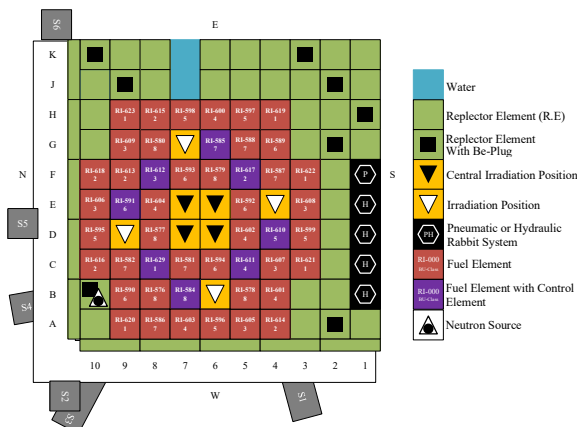 S6
E
K
J
H RI-623 1 RI-615 2 RI-598 5 RI-600 4 RI-597 5 RI-619 1
G RI-609 3 RI-580 8 RI-585 7 RI-588 7 RI-589 6
N F RI-618 2 RI-613 2 RI-612 3 RI-593 6 RI-579 8 RI-617 2 RI-587 7 RI-622 1 P S
E RI-606 3 RI-591 6 RI-604 4 RI-592 6 RI-608 3 H
S5 D RI-595 5 RI-577 8 RI-602 4 RI-610 5 RI-599 5 H
C RI-616 2 RI-582 7 RI-629 1 RI-581 7 RI-594 6 RI-611 4 RI-607 3 RI-621 1 H
S4 B RI-590 6 RI-576 8 RI-584 8 RI-578 8 RI-601 4 H
A RI-620 1 RI-586 7 RI-603 4 RI-596 5 RI-605 3 RI-614 2
10 9 8 7 6 5 4 3 2 1
S2 S3 W S1
Water
Replector Element (R.E)
Replector Element
With Be-Plug
Central Irradiation Position
Irradiation Position
PH Pneumatic or Hydraulic
Rabbit System
RI-000 Fuel Element
BU-Class
RI-000 Fuel Element with Control
BU-Class Element
Neutron Source